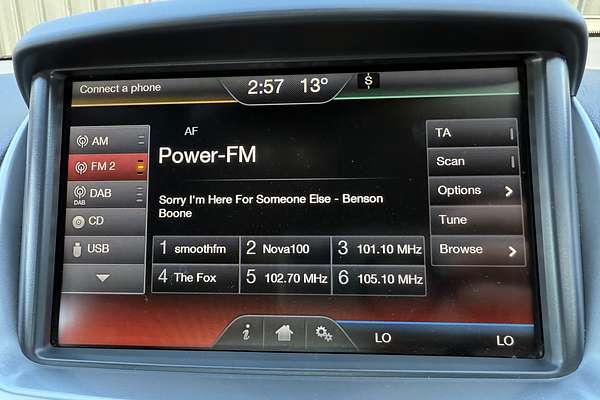 Connect a phone
2:57 13° S
AM
FM 2
DAB
DAB
CD
USB
AF
Power-FM
Sorry I'm Here For Someone Else - Benson
Boone
1 smoothfm 2 Nova100 3 101.10 MHz
4 The Fox 5 102.70 MHz 6 105.10 MHz
TA
Scan
Options
Tune
Browse
i
LO LO